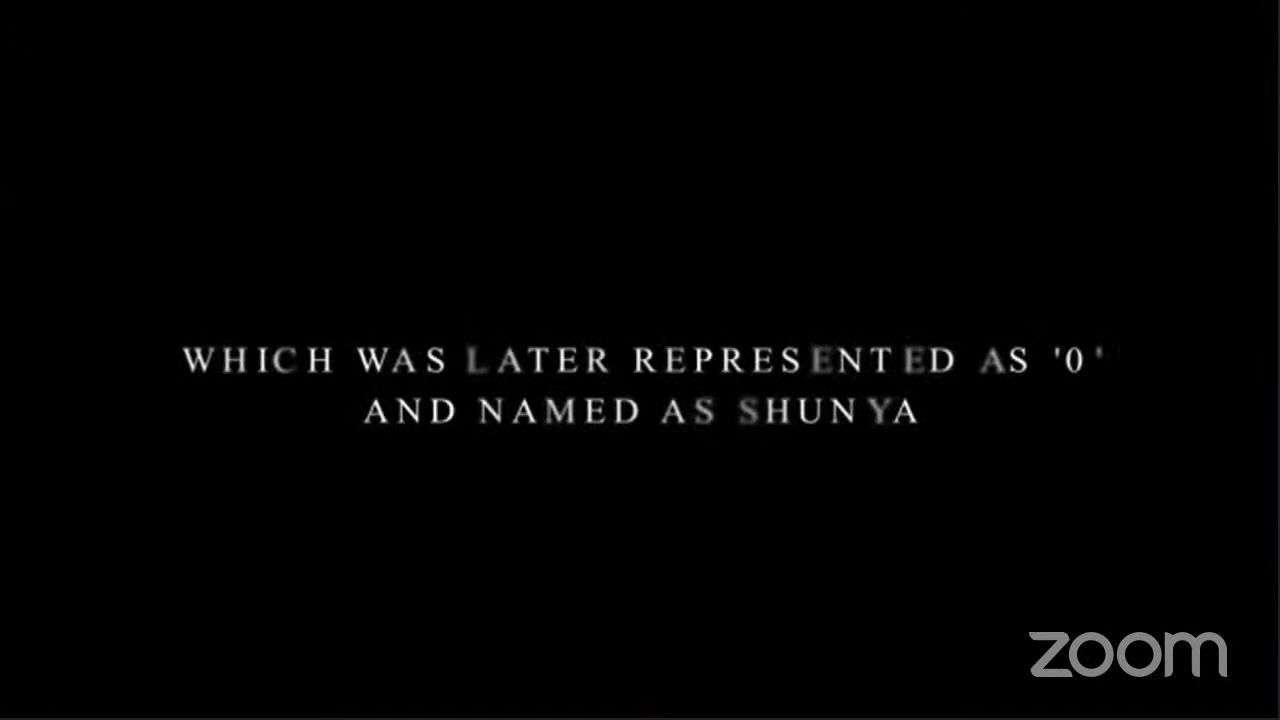 WHICH WAS LATER REPRESENTED AS '0'
AND NAMED AS SHUNYA
zoom